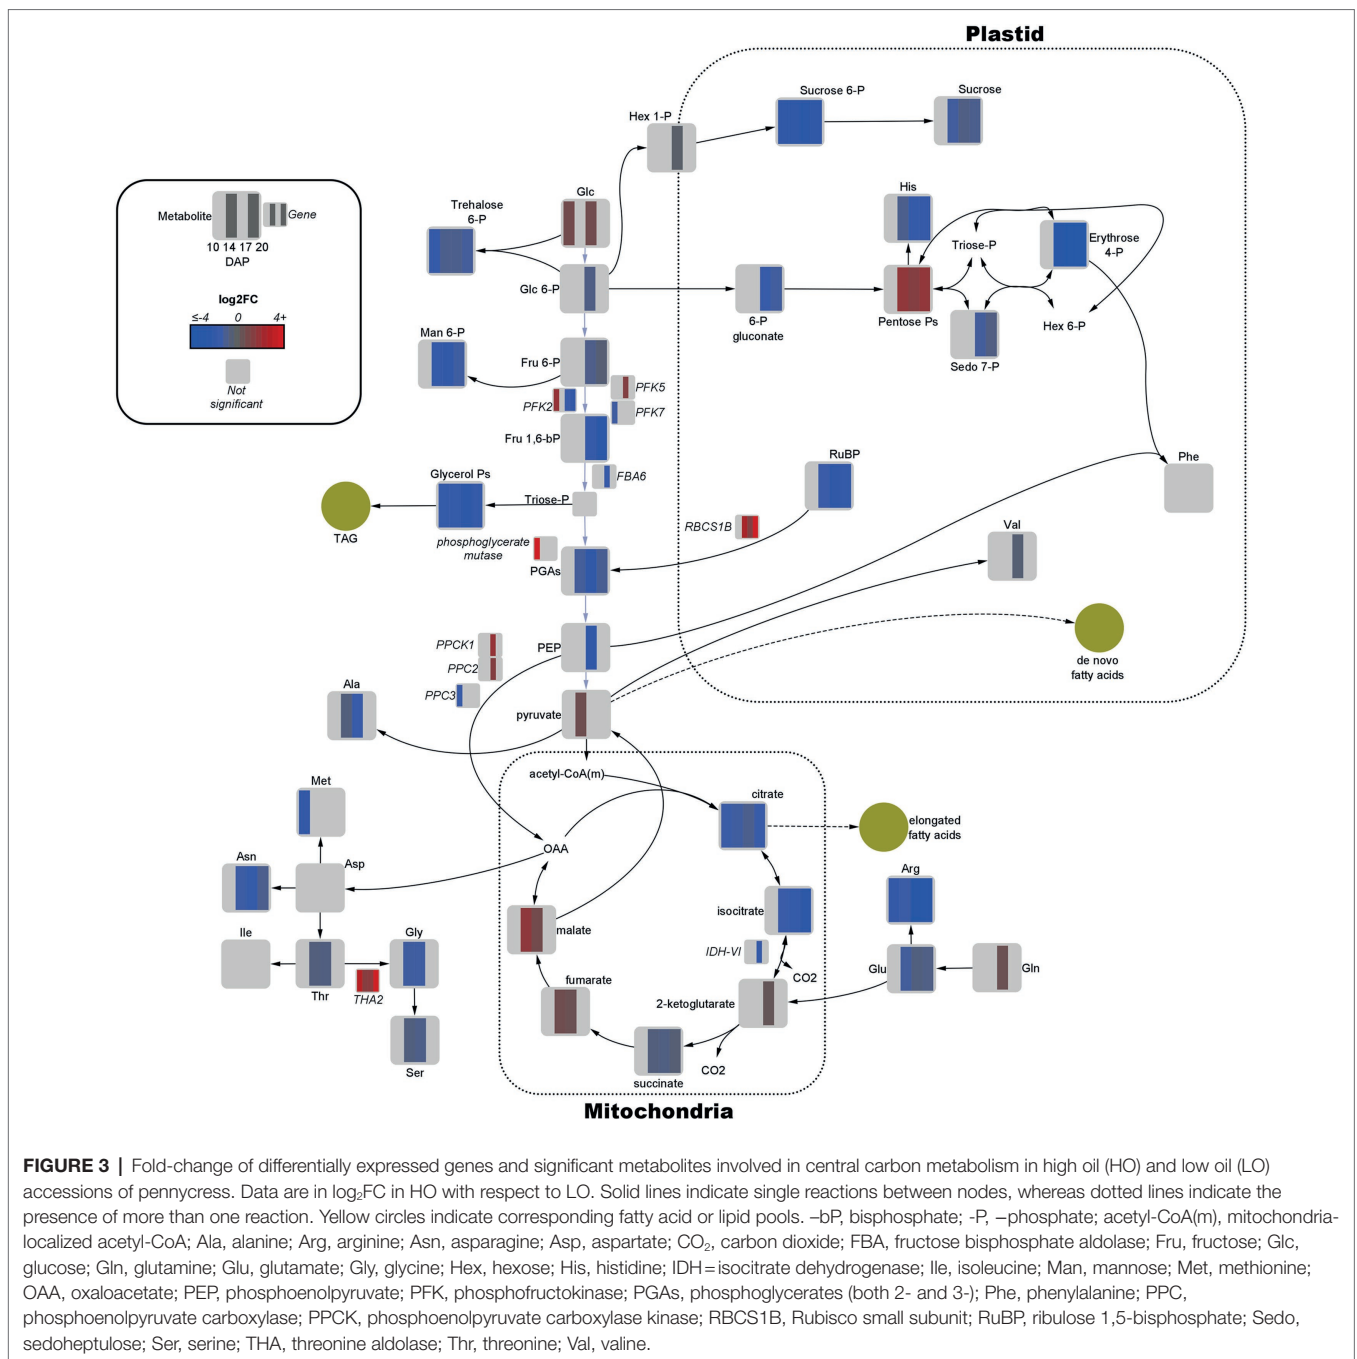 Plastid
Sucrose 6-P
Sucrose
Hex 1-P
Metabolite
Gene
10 14 17 20
DAP
log2FC
≤-4
0
4+
Not
significant
Trehalose
6-P
Glc
His
Triose-P
Erythrose
4-P
Glc 6-P
6-P
gluconate
Pentose Ps
Hex 6-P
Sedo 7-P
Man 6-P
Fru 6-P
PFK5
PFK2
PFK7
Fru 1,6-bP
FBA6
Glycerol Ps
Triose-P
TAG
RuBP
Phe
RBCS1B
phosphoglycerate
mutase
PGAs
Val
PPCK1
PEP
PPC2
PPC3
de novo
fatty acids
Ala
pyruvate
acetyl-CoA(m)
Met
citrate
elongated
fatty acids
OAA
Asn
Asp
Arg
isocitrate
Ile
Gly
malate
IDH-VI
CO2
Thr
THA2
fumarate
2-ketoglutarate
Glu
Gln
Ser
succinate
CO2
Mitochondria
FIGURE 3 | Fold-change of differentially expressed genes and significant metabolites involved in central carbon metabolism in high oil (HO) and low oil (LO)
accessions of pennycress. Data are in log₂FC in HO with respect to LO. Solid lines indicate single reactions between nodes, whereas dotted lines indicate the
presence of more than one reaction. Yellow circles indicate corresponding fatty acid or lipid pools. –bP, bisphosphate; -P, –phosphate; acetyl-CoA(m), mitochondria-
localized acetyl-CoA; Ala, alanine; Arg, arginine; Asn, asparagine; Asp, aspartate; CO₂, carbon dioxide; FBA, fructose bisphosphate aldolase; Fru, fructose; Glc,
glucose; Gln, glutamine; Glu, glutamate; Gly, glycine; Hex, hexose; His, histidine; IDH=isocitrate dehydrogenase; Ile, isoleucine; Man, mannose; Met, methionine;
OAA, oxaloacetate; PEP, phosphoenolpyruvate; PFK, phosphofructokinase; PGAs, phosphoglycerates (both 2- and 3-); Phe, phenylalanine; PPC,
phosphoenolpyruvate carboxylase; PPCK, phosphoenolpyruvate carboxylase kinase; RBCS1B, Rubisco small subunit; RuBP, ribulose 1,5-bisphosphate; Sedo,
sedoheptulose; Ser, serine; THA, threonine aldolase; Thr, threonine; Val, valine.